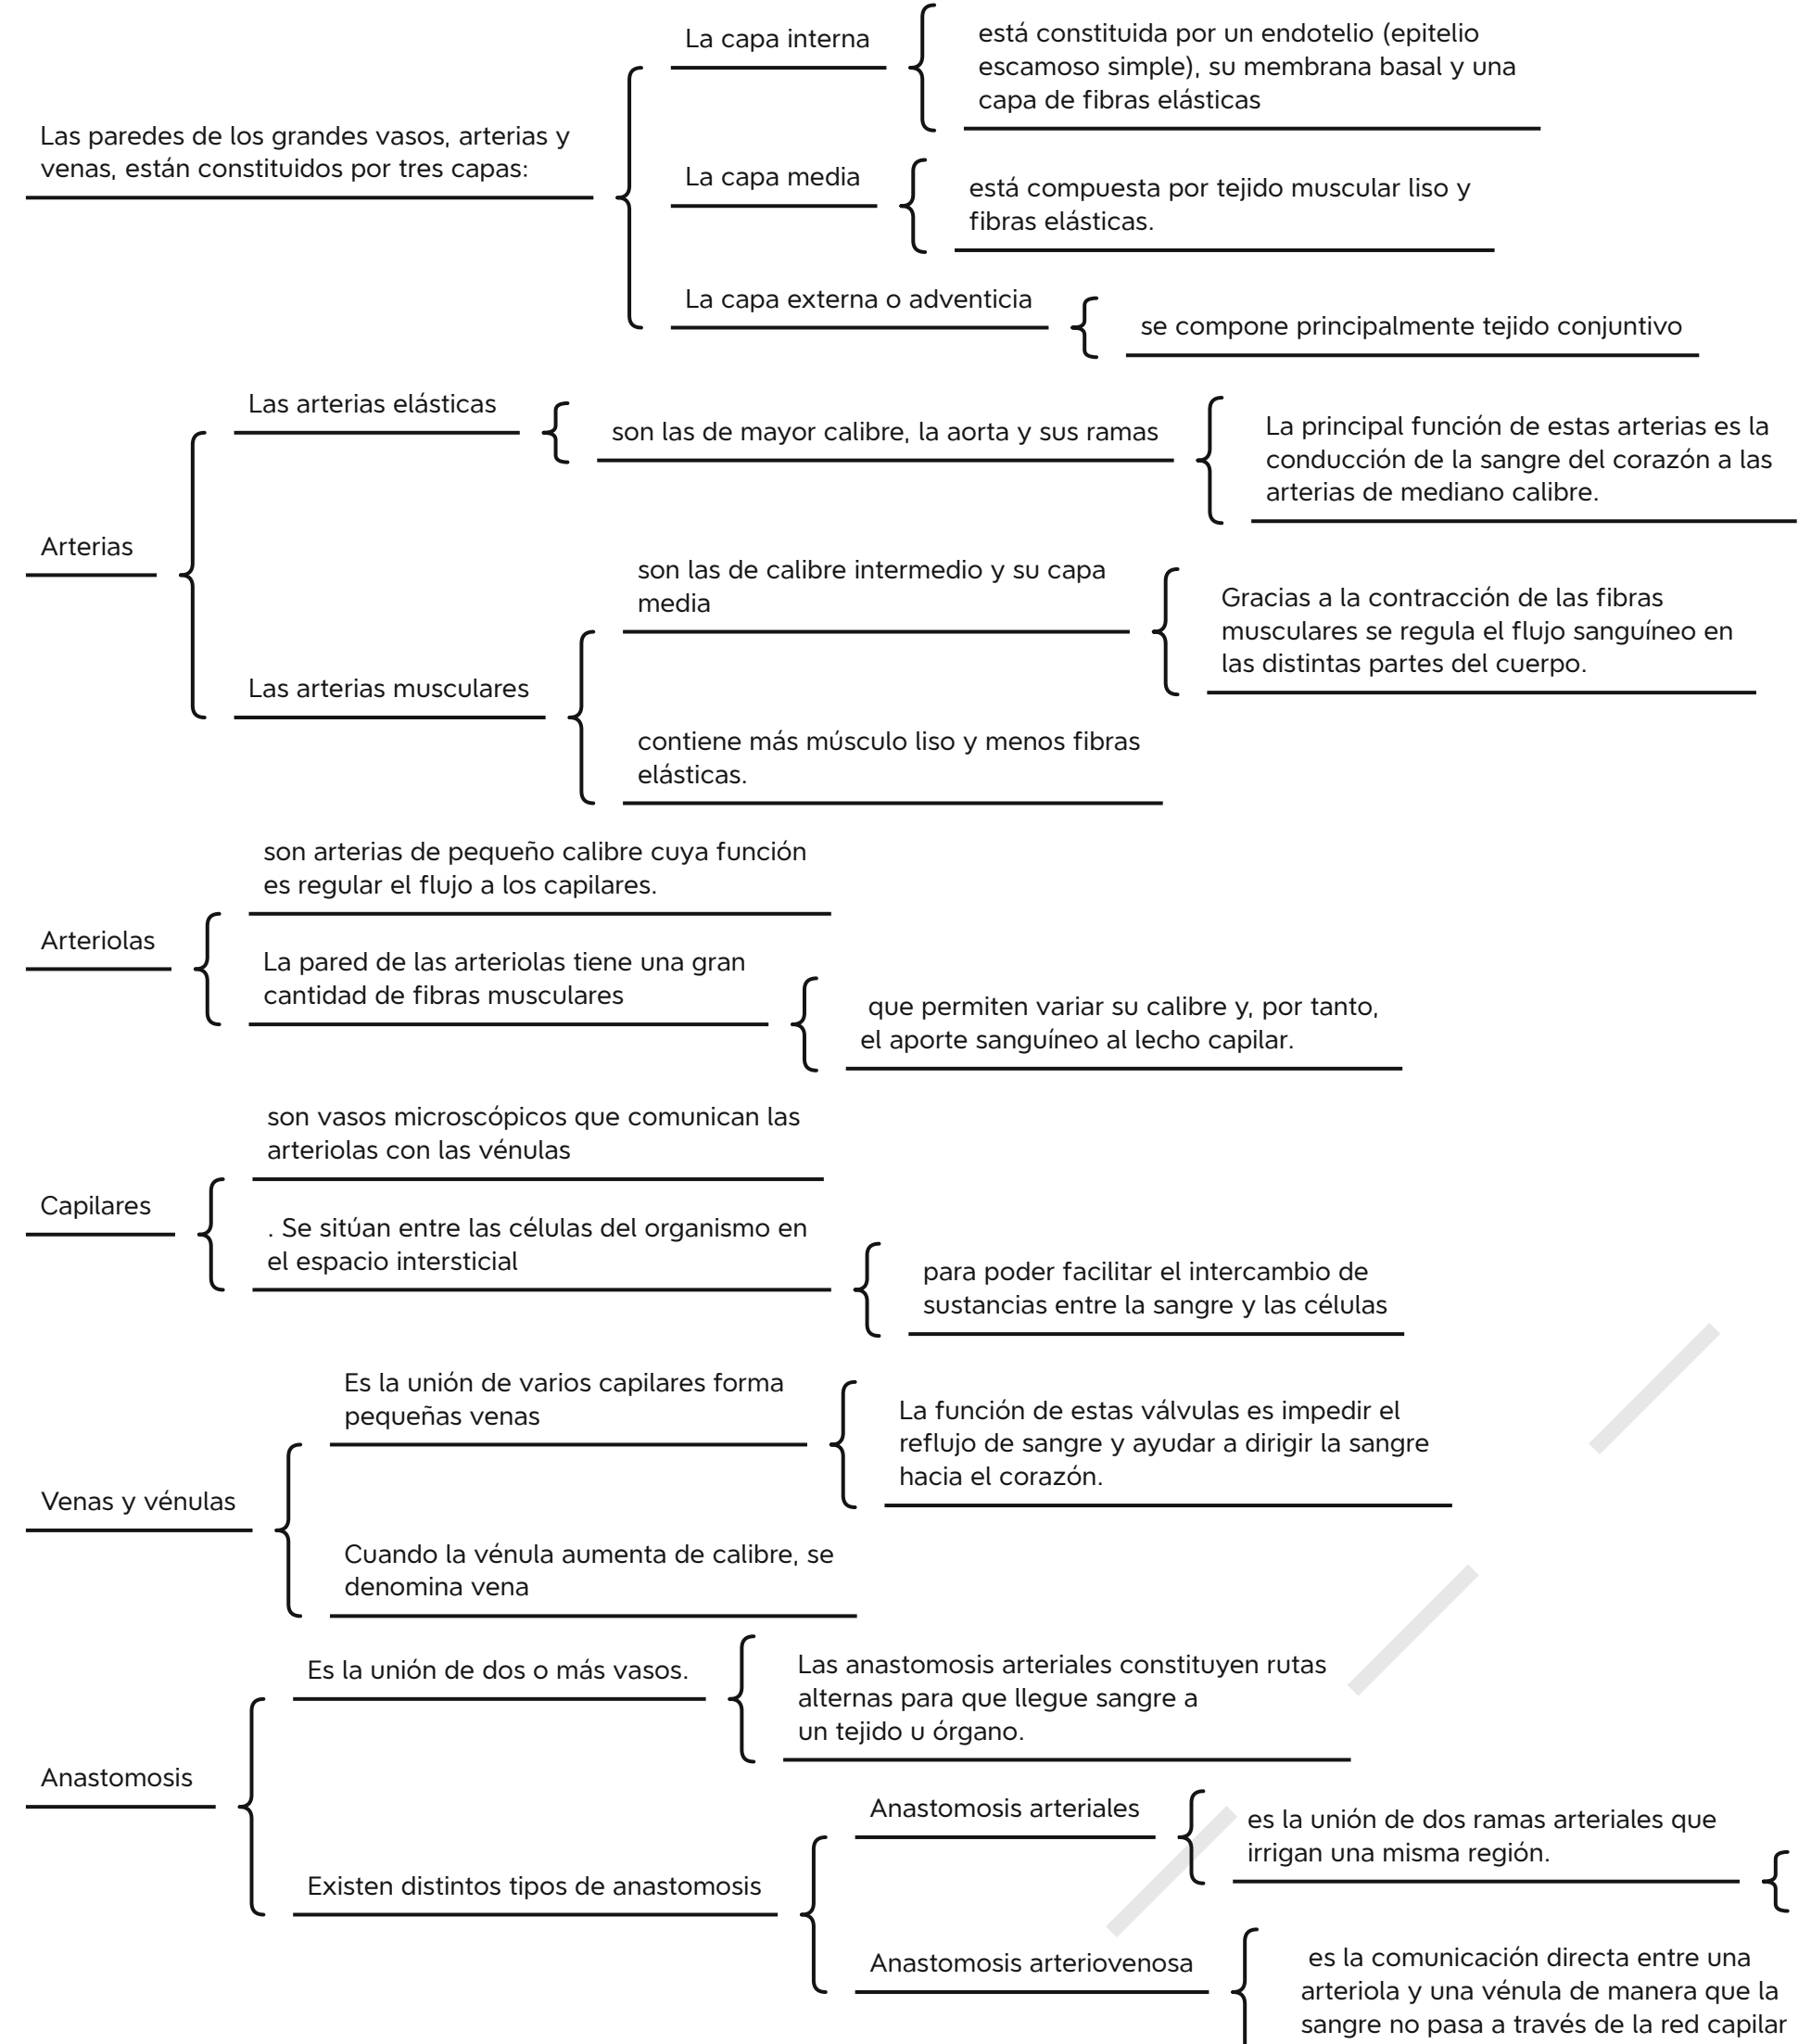 Las paredes de los grandes vasos, arterias y
venas, están constituidos por tres capas:
La capa interna
está constituida por un endotelio (epitelio
escamoso simple), su membrana basal y una
capa de fibras elásticas
La capa media
está compuesta por tejido muscular liso y
fibras elásticas.
La capa externa o adventicia
se compone principalmente tejido conjuntivo
Arterias
Las arterias elásticas
son las de mayor calibre, la aorta y sus ramas
La principal función de estas arterias es la
conducción de la sangre del corazón a las
arterias de mediano calibre.
Las arterias musculares
son las de calibre intermedio y su capa
media
Gracias a la contracción de las fibras
musculares se regula el flujo sanguíneo en
las distintas partes del cuerpo.
contiene más músculo liso y menos fibras
elásticas.
Arteriolas
son arterias de pequeño calibre cuya función
es regular el flujo a los capilares.
La pared de las arteriolas tiene una gran
cantidad de fibras musculares
que permiten variar su calibre y, por tanto,
el aporte sanguíneo al lecho capilar.
Capilares
son vasos microscópicos que comunican las
arteriolas con las vénulas
. Se sitúan entre las células del organismo en
el espacio intersticial
para poder facilitar el intercambio de
sustancias entre la sangre y las células
Venas y vénulas
Es la unión de varios capilares forma
pequeñas venas
La función de estas válvulas es impedir el
reflujo de sangre y ayudar a dirigir la sangre
hacia el corazón.
Cuando la vénula aumenta de calibre, se
denomina vena
Anastomosis
Es la unión de dos o más vasos.
Las anastomosis arteriales constituyen rutas
alternas para que llegue sangre a
un tejido u órgano.
Existen distintos tipos de anastomosis
Anastomosis arteriales
es la unión de dos ramas arteriales que
irrigan una misma región.
Anastomosis arteriovenosa
es la comunicación directa entre una
arteriola y una vénula de manera que la
sangre no pasa a través de la red capilar